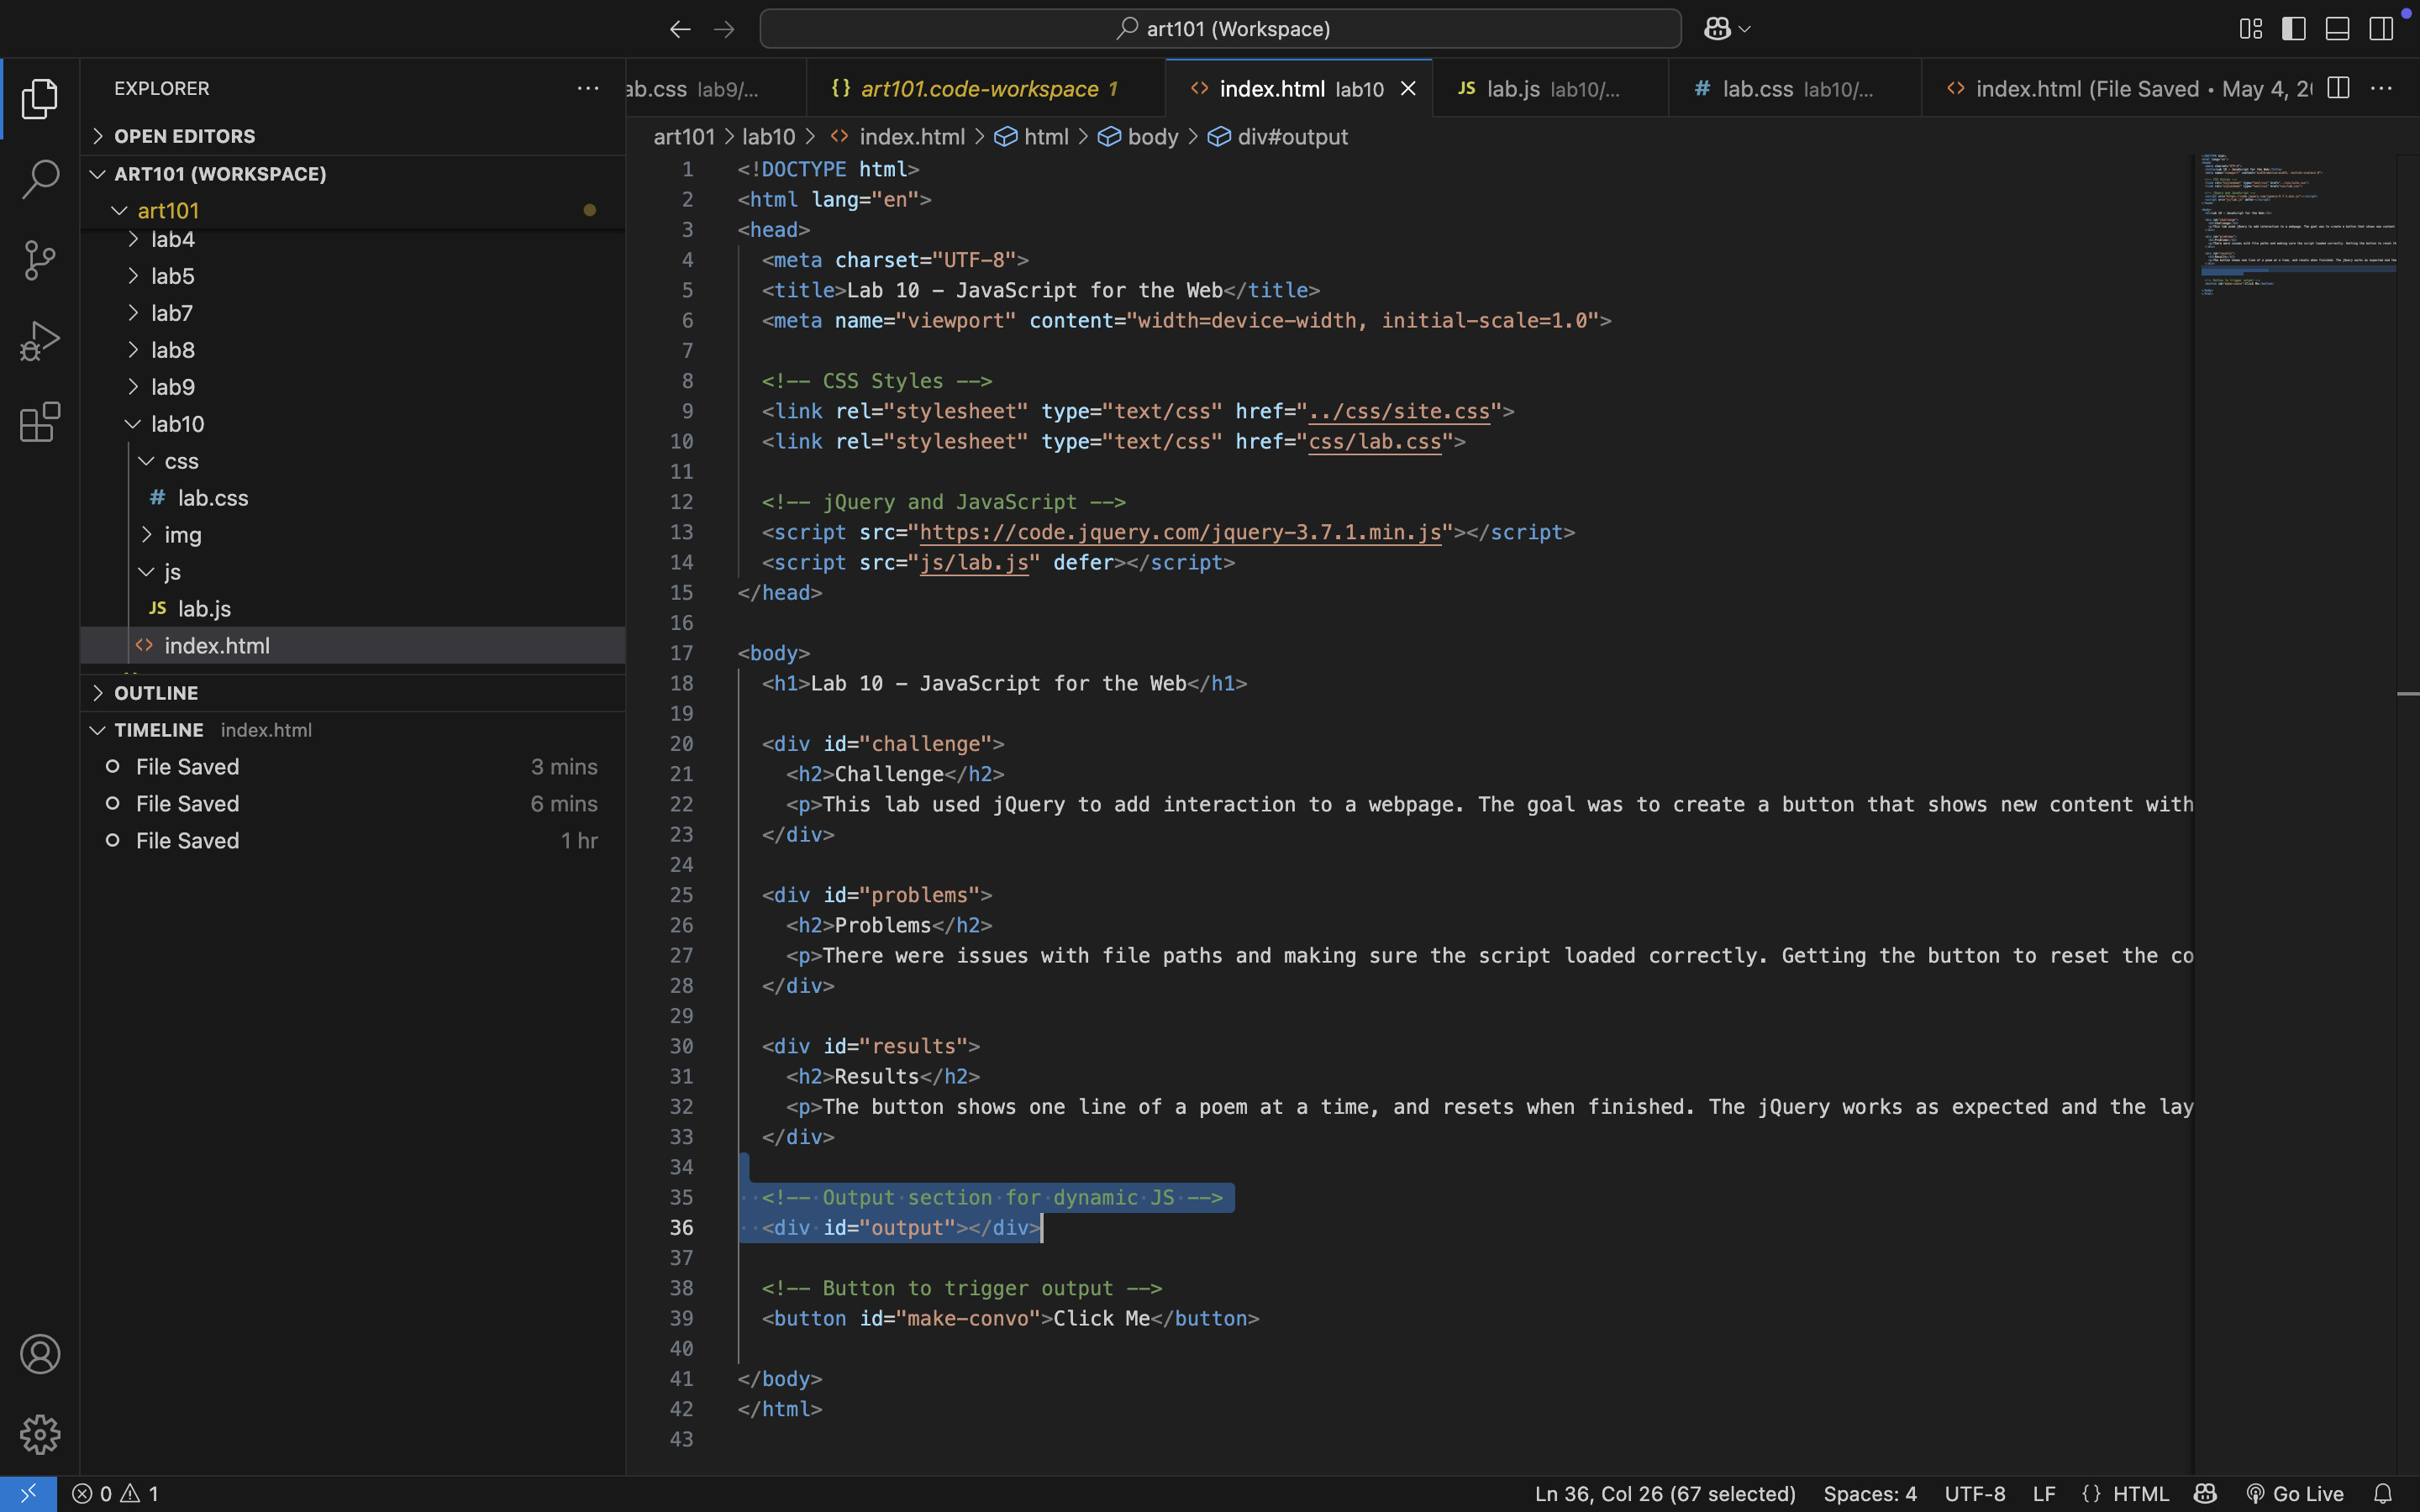 art101 (Workspace)
EXPLORER
ab.css lab9/...
{} art101.code-workspace 1
<> index.html lab10
JS lab.js lab10/...
# lab.css lab10/...
<> index.html (File Saved • May 4, 2
art101 > lab10 > <> index.html > html > body > div#output
OPEN EDITORS
ART101 (WORKSPACE)
art101
lab4
lab5
lab7
lab8
lab9
lab10
css
# lab.css
img
js
JS lab.js
<> index.html
OUTLINE
TIMELINE index.html
File Saved 3 mins
File Saved 6 mins
File Saved 1 hr
1 <!DOCTYPE html>
2 <html lang="en">
3 <head>
4 <meta charset="UTF-8">
5 <title>Lab 10 - JavaScript for the Web</title>
6 <meta name="viewport" content="width=device-width, initial-scale=1.0">
7
8 <!-- CSS Styles -->
9 <link rel="stylesheet" type="text/css" href="../css/site.css">
10 <link rel="stylesheet" type="text/css" href="css/lab.css">
11
12 <!-- jQuery and JavaScript -->
13 <script src="https://code.jquery.com/jquery-3.7.1.min.js"></script>
14 <script src="js/lab.js" defer></script>
15 </head>
16
17 <body>
18 <h1>Lab 10 - JavaScript for the Web</h1>
19
20 <div id="challenge">
21 <h2>Challenge</h2>
22 <p>This lab used jQuery to add interaction to a webpage. The goal was to create a button that shows new content with
23 </div>
24
25 <div id="problems">
26 <h2>Problems</h2>
27 <p>There were issues with file paths and making sure the script loaded correctly. Getting the button to reset the co
28 </div>
29
30 <div id="results">
31 <h2>Results</h2>
32 <p>The button shows one line of a poem at a time, and resets when finished. The jQuery works as expected and the lay
33 </div>
34
35 <!-- Output section for dynamic JS -->
36 <div id="output"></div>
37
38 <!-- Button to trigger output -->
39 <button id="make-convo">Click Me</button>
40
41 </body>
42 </html>
43
0 1
Ln 36, Col 26 (67 selected) Spaces: 4 UTF-8 LF {} HTML Go Live